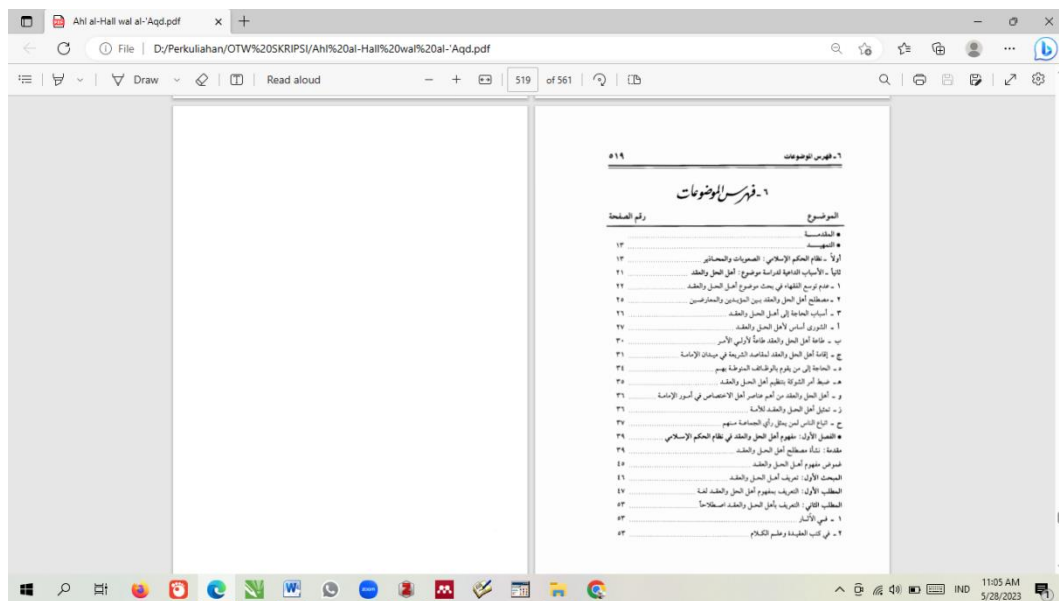 Ahl al-Hall wal al-'Aqd.pdf
File | D:/Perkuliahan/OTW%20SKRIPSI/Ahl%20al-Hall%20wal%20al-'Aqd.pdf
Draw Read aloud 519 of 561
٦ ـ فهرس الموضوعات ٥١٩
٦ ـ فهرس الموضوعات
الموضوع رقم الصفحة
● المقدمة
● التمهيد ١٣
أولاً ـ نظام الحكم الإسلامي: الصعوبات والمحاذير ١٣
ثانياً ـ الأسباب الداعية لدراسة موضوع: أهل الحل والعقد ٢١
١ ـ عدم توسع الفقهاء في بحث موضوع أهل الحل والعقد ٢٢
٢ ـ مصطلح أهل الحل والعقد بين المؤيدين والمعارضين ٢٥
٣ ـ أسباب الحاجة إلى أهل الحل والعقد ٢٦
أ ـ الشورى أساس لأهل الحل والعقد ٢٧
ب ـ طاعة أهل الحل والعقد طاعةٌ لأولي الأمر ٣٠
ج ـ إقامة أهل الحل والعقد لمقاصد الشريعة في ميدان الإمامة ٣١
د ـ الحاجة إلى من يقوم بالوظائف المنوطة بهم ٣٤
هـ ـ ضبط أمر الشوكة بتنظيم أهل الحل والعقد ٣٥
و ـ أهل الحل والعقد من أهم عناصر أهل الاختصاص في أمور الإمامة ٣٦
ز ـ تمثيل أهل الحل والعقد للأمة ٣٦
ح ـ اتباع الناس لمن يمثل رأي الجماعة منهم ٣٧
● الفصل الأول: مفهوم أهل الحل والعقد في نظام الحكم الإسلامي ٣٩
مقدمة: نشأة مصطلح أهل الحل والعقد ٣٩
غموض مفهوم أهل الحل والعقد ٤٥
المبحث الأول: تعريف أهل الحل والعقد ٤٦
المطلب الأول: التعريف بمفهوم أهل الحل والعقد لغة ٤٧
المطلب الثاني: التعريف بأهل الحل والعقد اصطلاحاً ٥٣
١ ـ في الآثار ٥٣
٢ ـ في كتب العقيدة وعلم الكلام ٥٣
IND 11:05 AM
5/28/2023